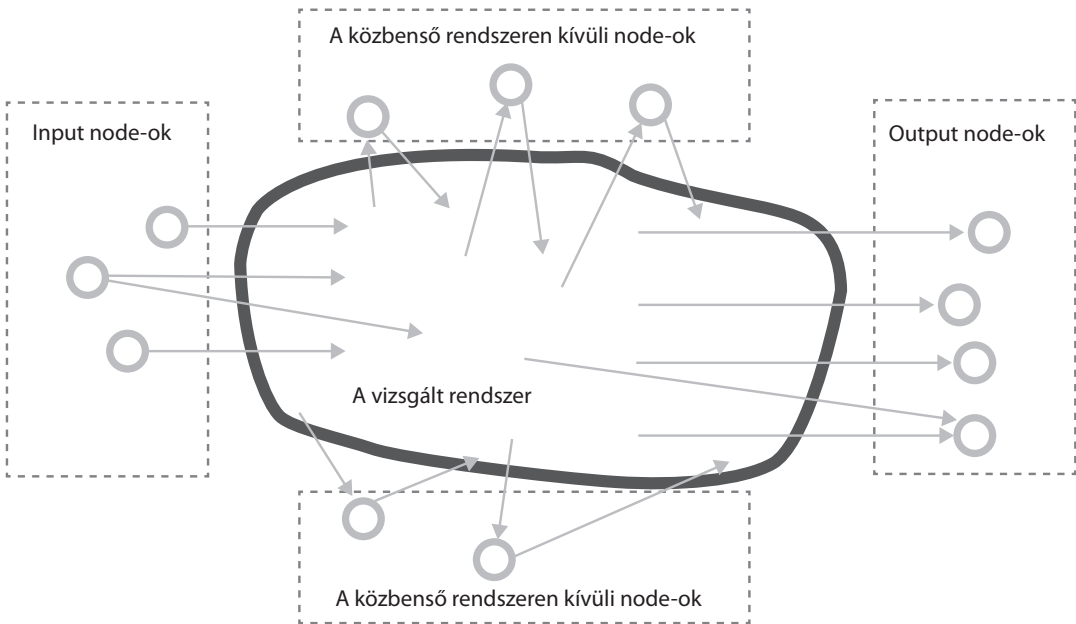 A közbenső rendszeren kívüli node-ok
Input node-ok
Output node-ok
A vizsgált rendszer
A közbenső rendszeren kívüli node-ok